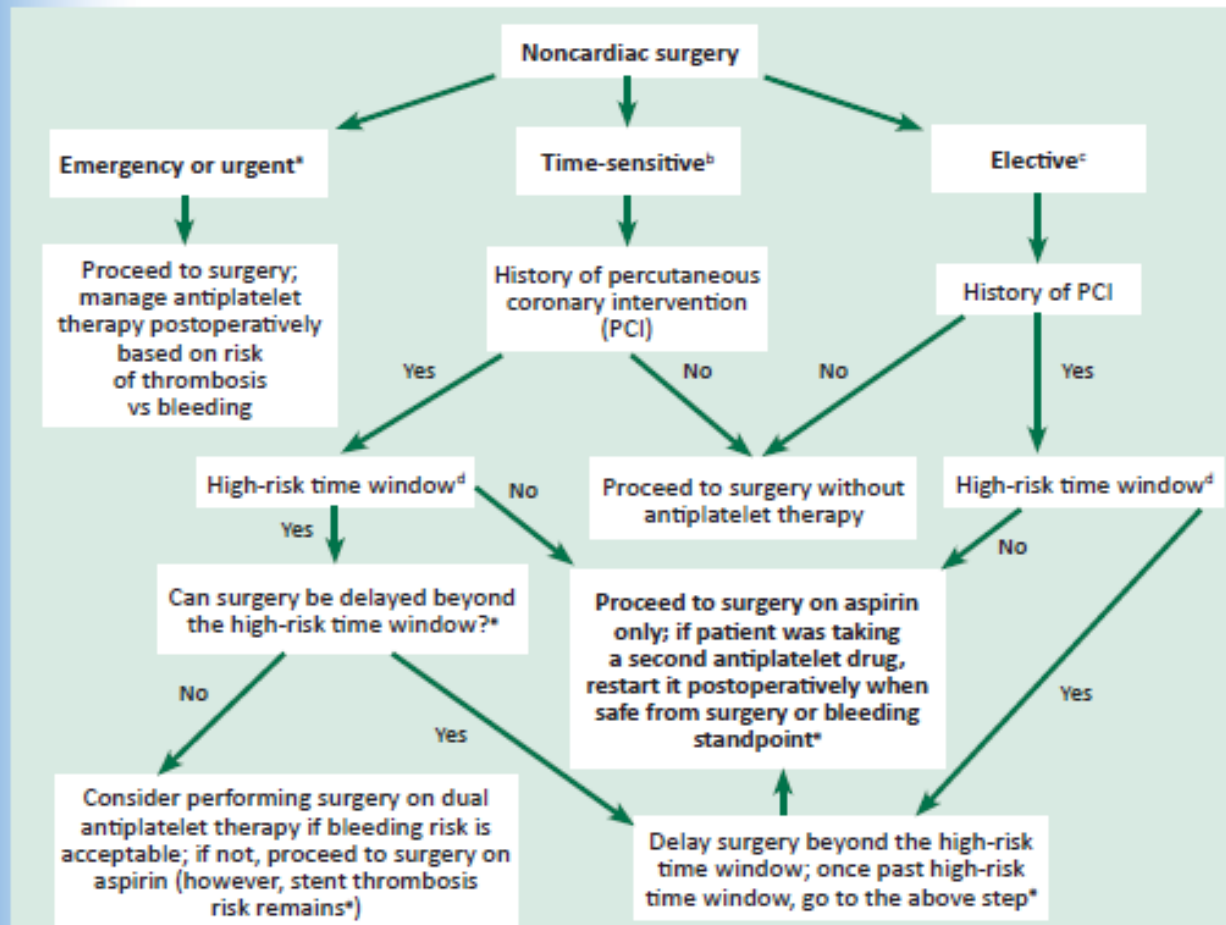 Noncardiac surgery
Emergency or urgent*
Time-sensitiveᵇ
Electiveᶜ
Proceed to surgery;
manage antiplatelet
therapy postoperatively
based on risk
of thrombosis
vs bleeding
History of percutaneous
coronary intervention
(PCI)
History of PCI
Yes
No
No
Yes
High-risk time windowᵈ
No
Proceed to surgery without
antiplatelet therapy
High-risk time windowᵈ
Yes
No
Can surgery be delayed beyond
the high-risk time window?*
Proceed to surgery on aspirin
only; if patient was taking
a second antiplatelet drug,
restart it postoperatively when
safe from surgery or bleeding
standpoint*
No
Yes
Yes
Consider performing surgery on dual
antiplatelet therapy if bleeding risk is
acceptable; if not, proceed to surgery on
aspirin (however, stent thrombosis
risk remains*)
Delay surgery beyond the high-risk
time window; once past high-risk
time window, go to the above step*